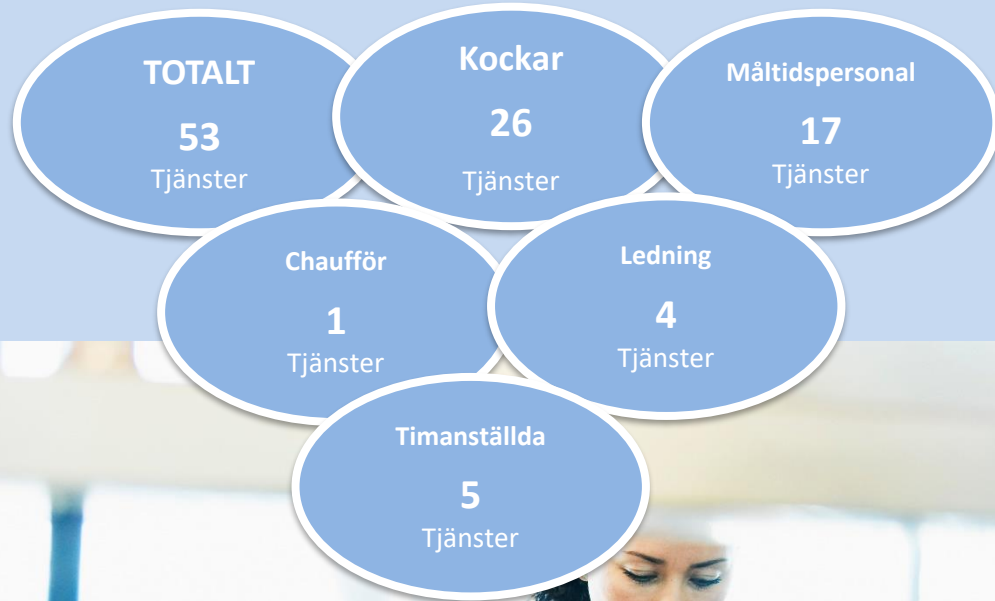 TOTALT
53
Tjänster
Kockar
26
Tjänster
Måltidspersonal
17
Tjänster
Chaufför
1
Tjänster
Ledning
4
Tjänster
Timanställda
5
Tjänster